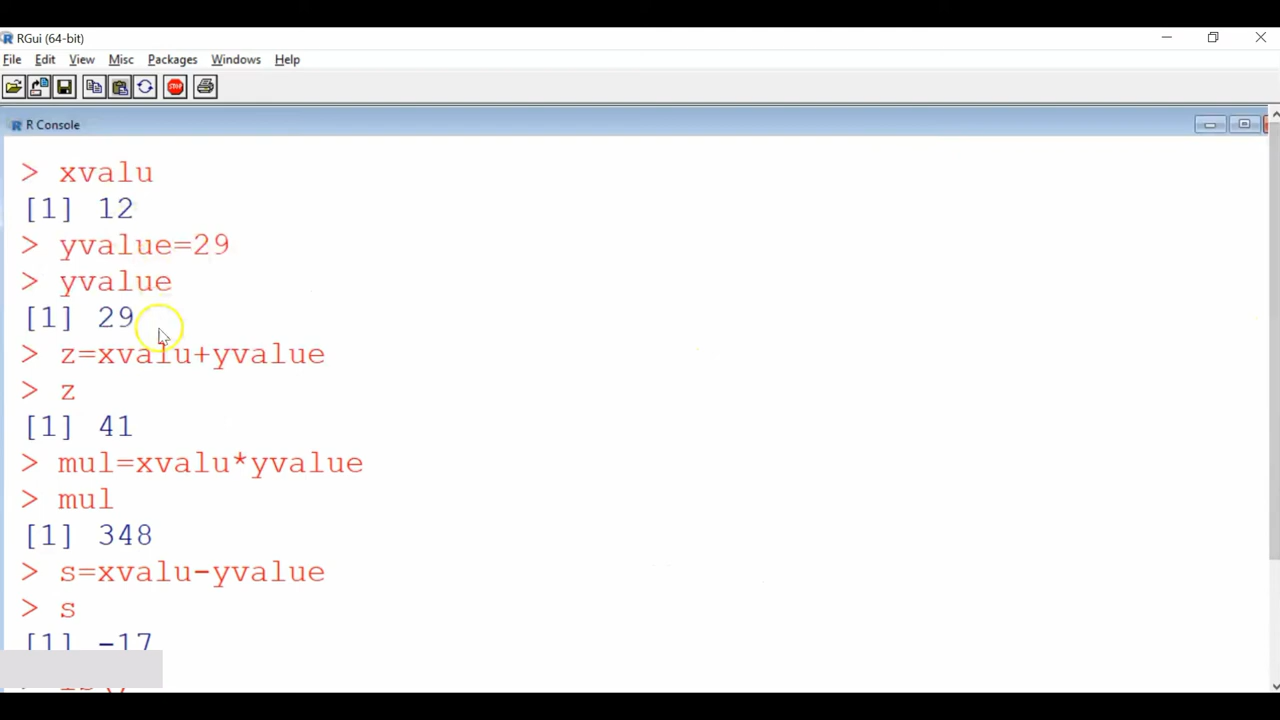 RGui (64-bit)
File Edit View Misc Packages Windows Help
STOP
R Console
> xvalu
[1] 12
> yvalue=29
> yvalue
[1] 29
> z=xvalu+yvalue
> z
[1] 41
> mul=xvalu*yvalue
> mul
[1] 348
> s=xvalu-yvalue
> s
[1] -17